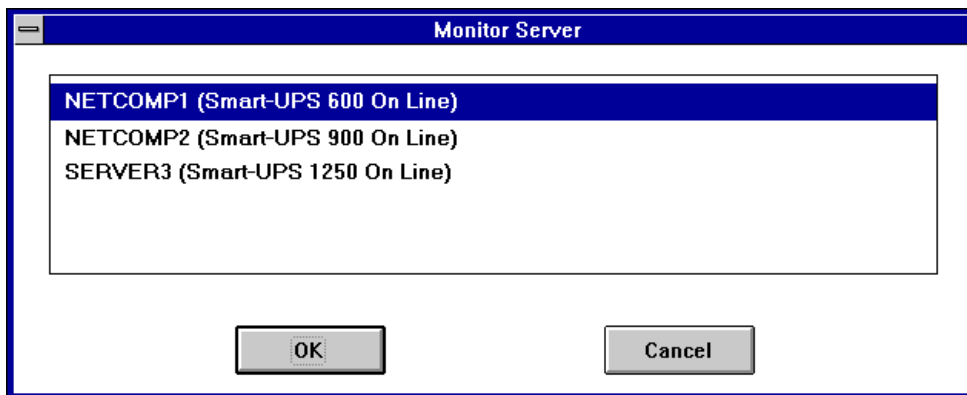 Monitor Server
NETCOMP1 (Smart-UPS 600 On Line)
NETCOMP2 (Smart-UPS 900 On Line)
SERVER3 (Smart-UPS 1250 On Line)
OK Cancel